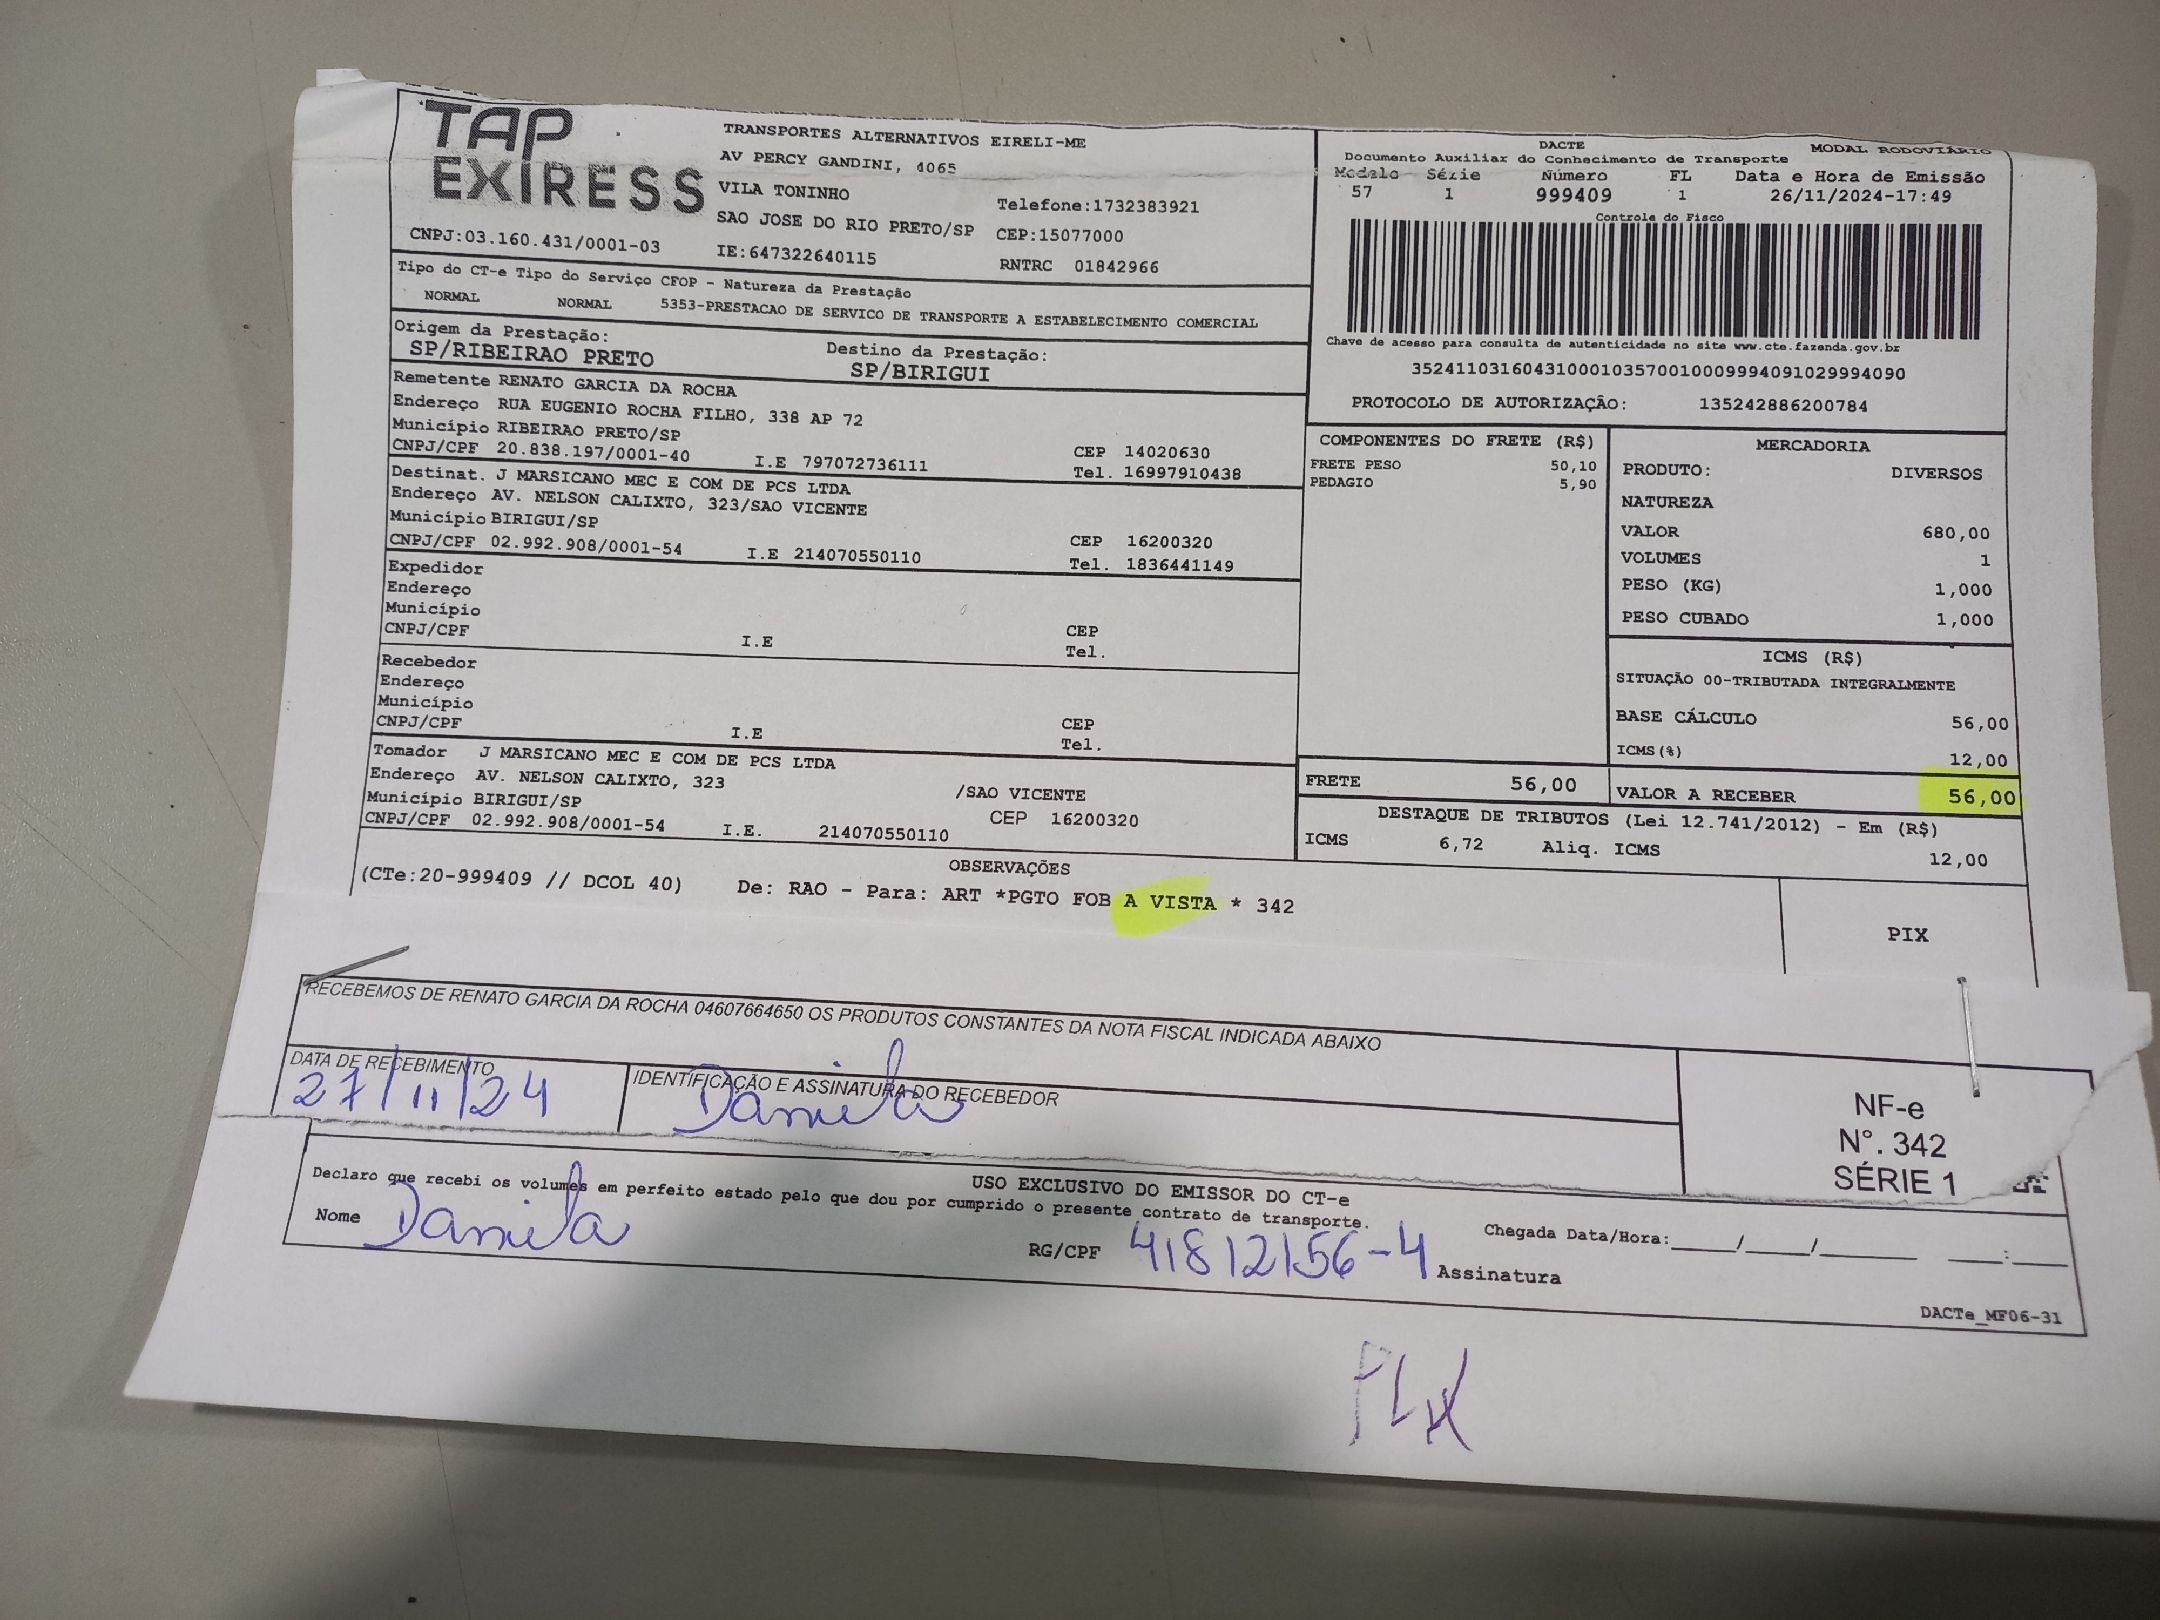 TAP
EXIRESS
TRANSPORTES ALTERNATIVOS EIRELI-ME
AV PERCY GANDINI, 4065
VILA TONINHO
Telefone:1732383921
SAO JOSE DO RIO PRETO/SP CEP:15077000
CNPJ:03.160.431/0001-03 IE:647322640115 RNTRC 01842966
DACTE MODAL RODOVIÁRIO
Documento Auxiliar do Conhecimento de Transporte
Modelo Série Número FL Data e Hora de Emissão
57 1 999409 1 26/11/2024-17:49
Controle do Fisco
Chave de acesso para consulta de autenticidade no site www.cte.fazenda.gov.br
35241103160431000103570010009994091029994090
PROTOCOLO DE AUTORIZAÇÃO: 135242886200784
Tipo do CT-e Tipo do Serviço CFOP - Natureza da Prestação
NORMAL NORMAL 5353-PRESTACAO DE SERVICO DE TRANSPORTE A ESTABELECIMENTO COMERCIAL
Origem da Prestação: Destino da Prestação:
SP/RIBEIRAO PRETO SP/BIRIGUI
Remetente RENATO GARCIA DA ROCHA
Endereço RUA EUGENIO ROCHA FILHO, 338 AP 72
Município RIBEIRAO PRETO/SP CEP 14020630
CNPJ/CPF 20.838.197/0001-40 I.E 797072736111 Tel. 16997910438
Destinat. J MARSICANO MEC E COM DE PCS LTDA
Endereço AV. NELSON CALIXTO, 323/SAO VICENTE
Município BIRIGUI/SP CEP 16200320
CNPJ/CPF 02.992.908/0001-54 I.E 214070550110 Tel. 1836441149
Expedidor
Endereço
Município CEP
CNPJ/CPF I.E Tel.
Recebedor
Endereço
Município CEP
CNPJ/CPF I.E Tel.
Tomador J MARSICANO MEC E COM DE PCS LTDA
Endereço AV. NELSON CALIXTO, 323 /SAO VICENTE
Município BIRIGUI/SP CEP 16200320
CNPJ/CPF 02.992.908/0001-54 I.E. 214070550110
COMPONENTES DO FRETE (R$)
FRETE PESO 50,10
PEDAGIO 5,90
MERCADORIA
PRODUTO: DIVERSOS
NATUREZA
VALOR 680,00
VOLUMES 1
PESO (KG) 1,000
PESO CUBADO 1,000
ICMS (R$)
SITUAÇÃO 00-TRIBUTADA INTEGRALMENTE
BASE CÁLCULO 56,00
ICMS(%) 12,00
FRETE 56,00 VALOR A RECEBER 56,00
DESTAQUE DE TRIBUTOS (Lei 12.741/2012) - Em (R$)
ICMS 6,72 Aliq. ICMS 12,00
OBSERVAÇÕES
(CTe:20-999409 // DCOL 40) De: RAO - Para: ART *PGTO FOB A VISTA * 342
PIX
RECEBEMOS DE RENATO GARCIA DA ROCHA 04607664650 OS PRODUTOS CONSTANTES DA NOTA FISCAL INDICADA ABAIXO
DATA DE RECEBIMENTO IDENTIFICAÇÃO E ASSINATURA DO RECEBEDOR
27/11/24 Daniela
NF-e
Nº. 342
SÉRIE 1
USO EXCLUSIVO DO EMISSOR DO CT-e
Declaro que recebi os volumes em perfeito estado pelo que dou por cumprido o presente contrato de transporte.
Nome Daniela RG/CPF 41812156-4 Assinatura
Chegada Data/Hora:____/____/______ ____:____
DACTe_MF06-31
PIX